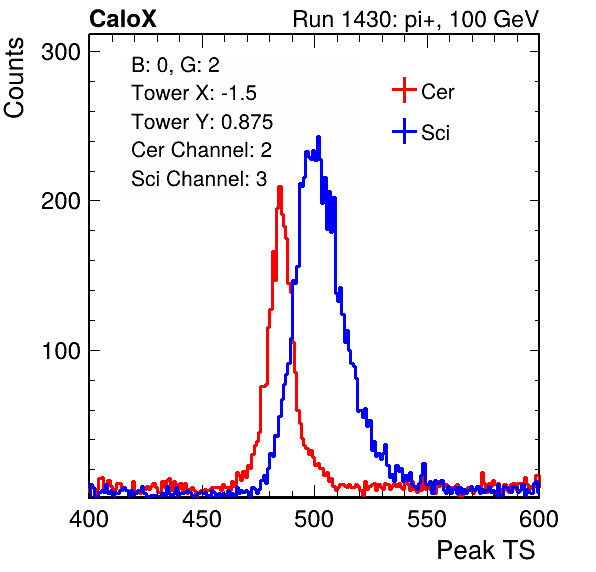 CaloX Run 1430: pi+, 100 GeV
Counts
300
200
100
B: 0, G: 2
Tower X: -1.5
Tower Y: 0.875
Cer Channel: 2
Sci Channel: 3
Cer
Sci
400 450 500 550 600
Peak TS